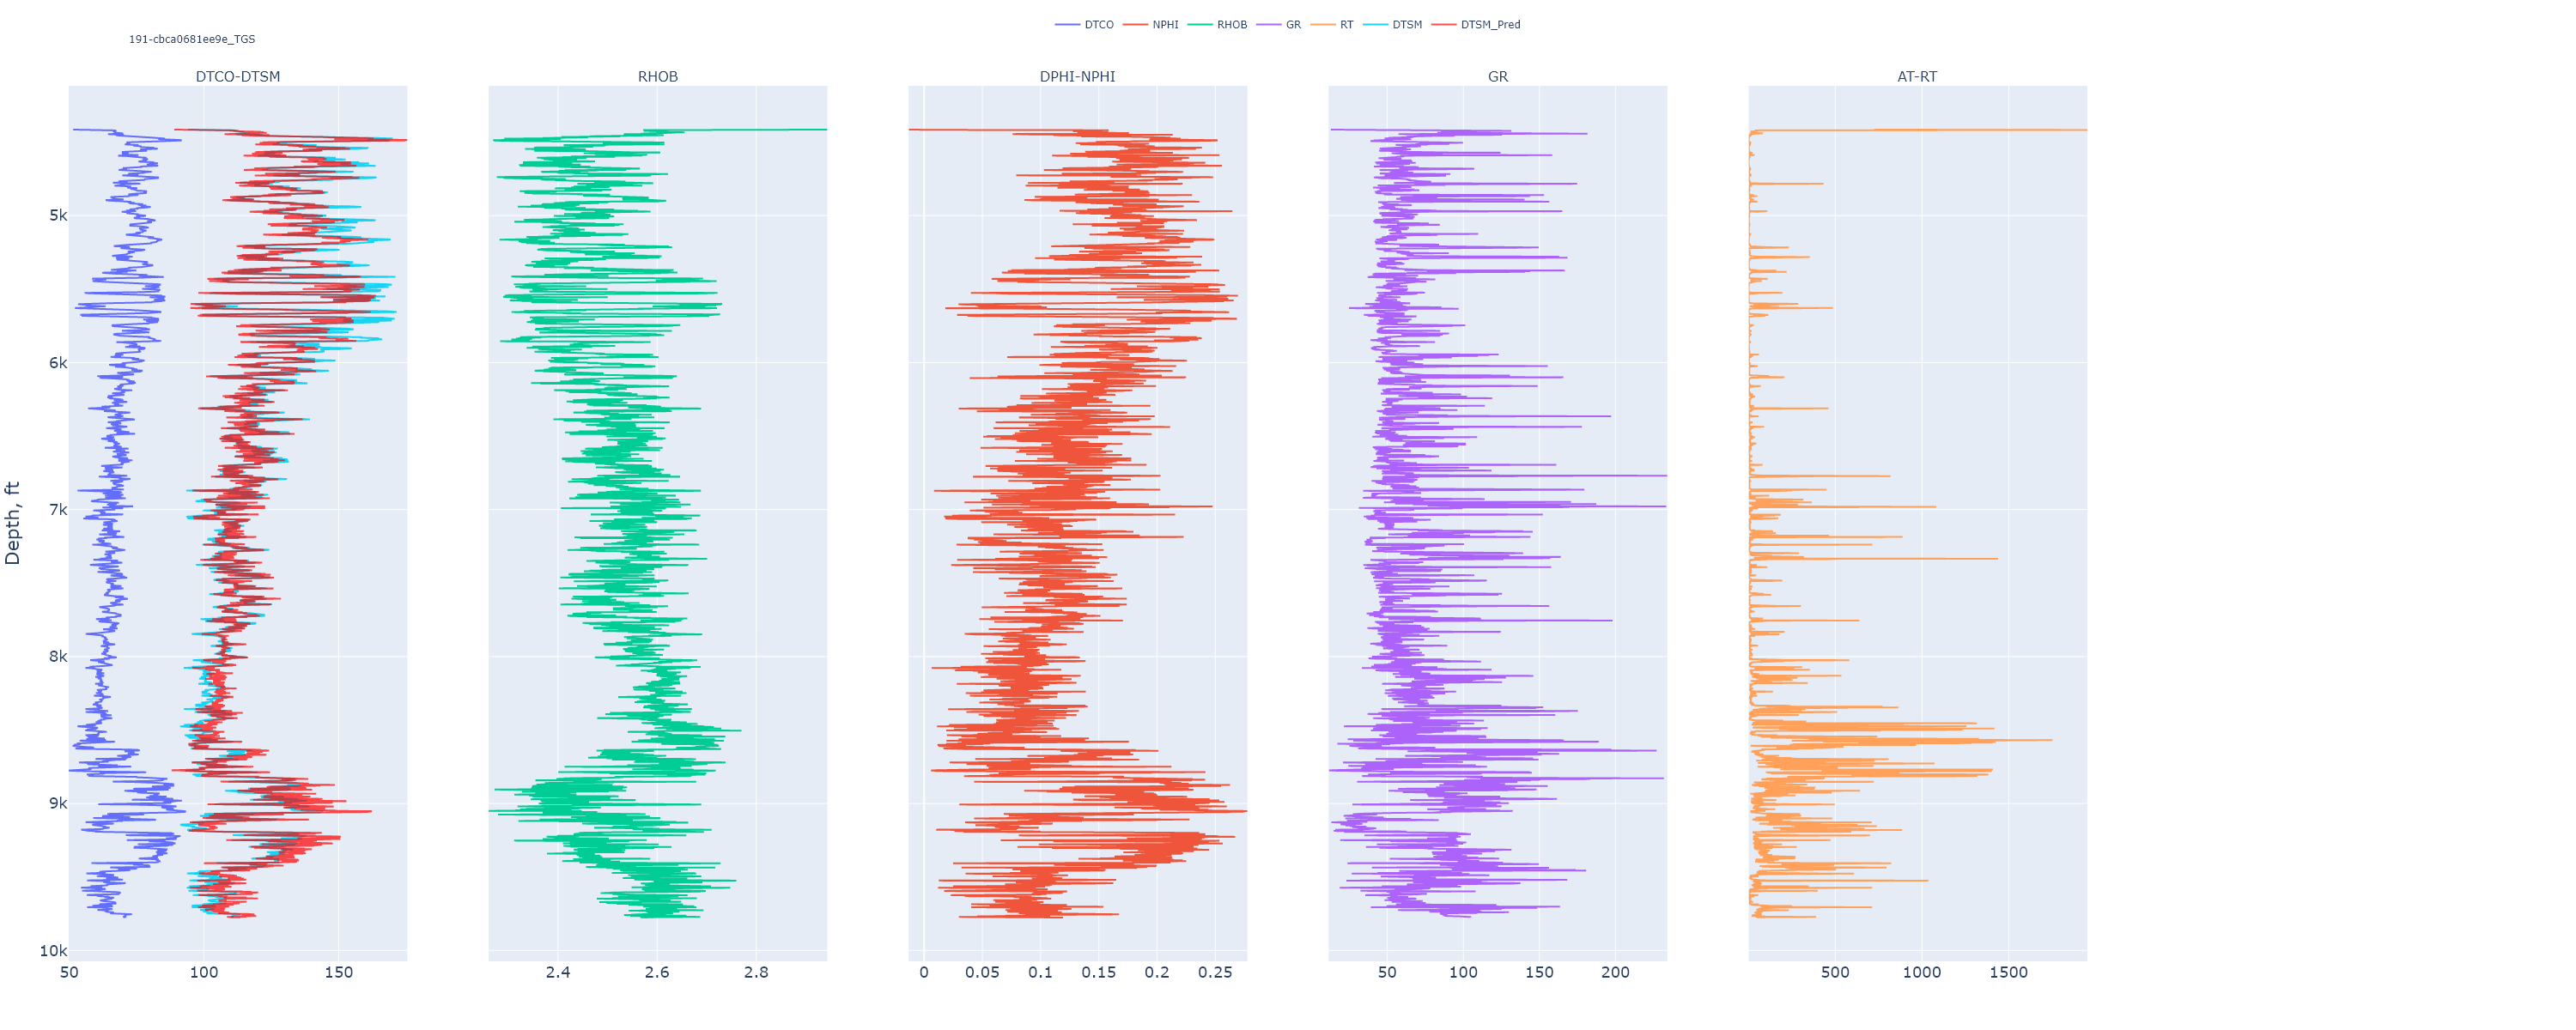 DTCO NPHI RHOB GR RT DTSM DTSM_Pred
191-cbca0681ee9e_TGS
DTCO-DTSM RHOB DPHI-NPHI GR AT-RT
Depth, ft
5k
6k
7k
8k
9k
10k
50 100 150 2.4 2.6 2.8 0 0.05 0.1 0.15 0.2 0.25 50 100 150 200 500 1000 1500